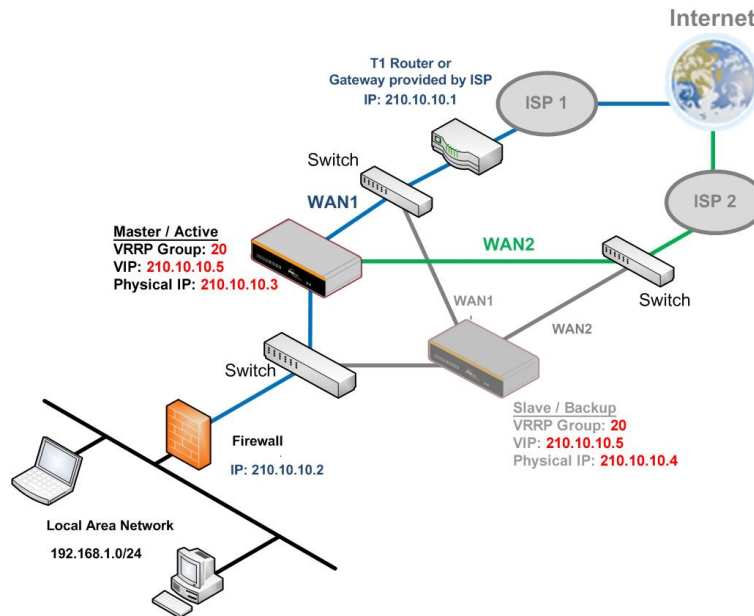 Internet
T1 Router or
Gateway provided by ISP
IP: 210.10.10.1
ISP 1
Switch
WAN1
ISP 2
Master / Active
VRRP Group: 20
VIP: 210.10.10.5
Physical IP: 210.10.10.3
WAN2
Switch
WAN1
WAN2
Switch
Slave / Backup
VRRP Group: 20
VIP: 210.10.10.5
Physical IP: 210.10.10.4
Firewall
IP: 210.10.10.2
Local Area Network
192.168.1.0/24